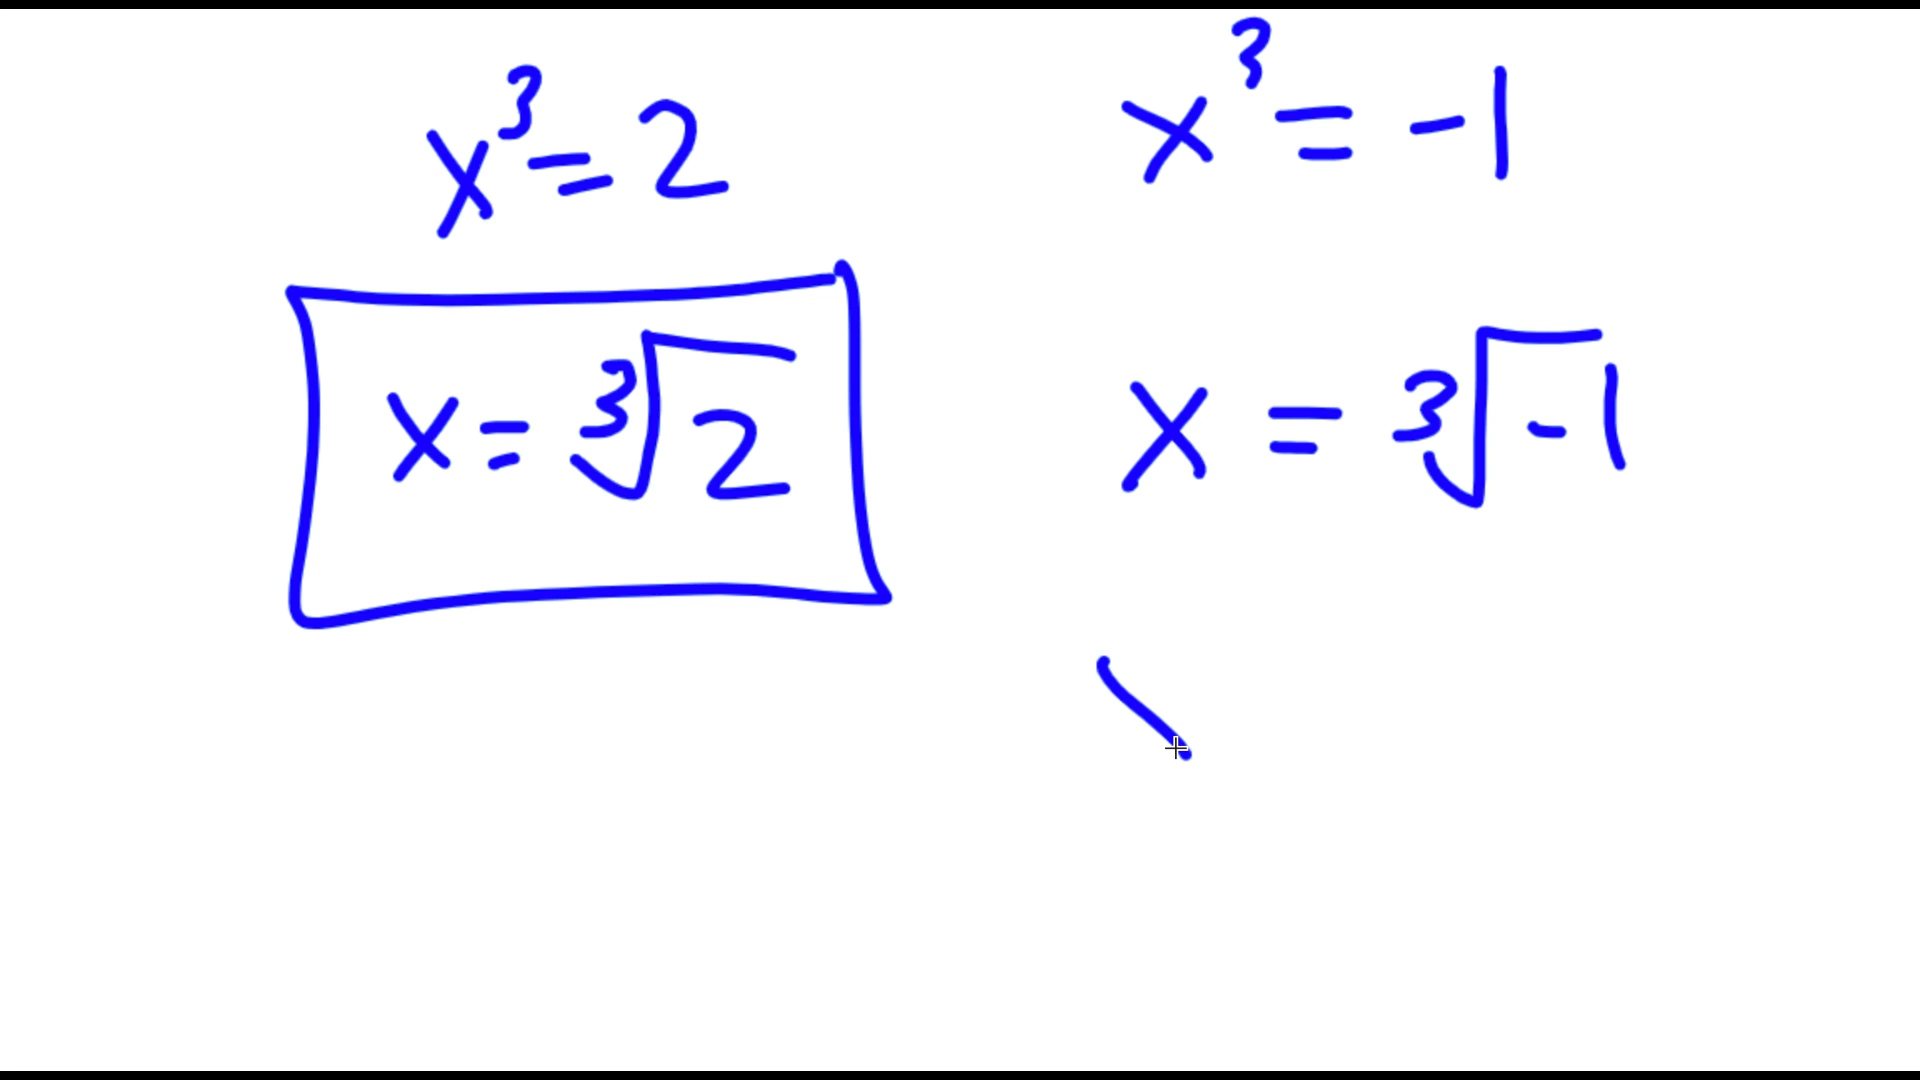 x³ = 2
x = ∛2
x³ = -1
x = ∛-1